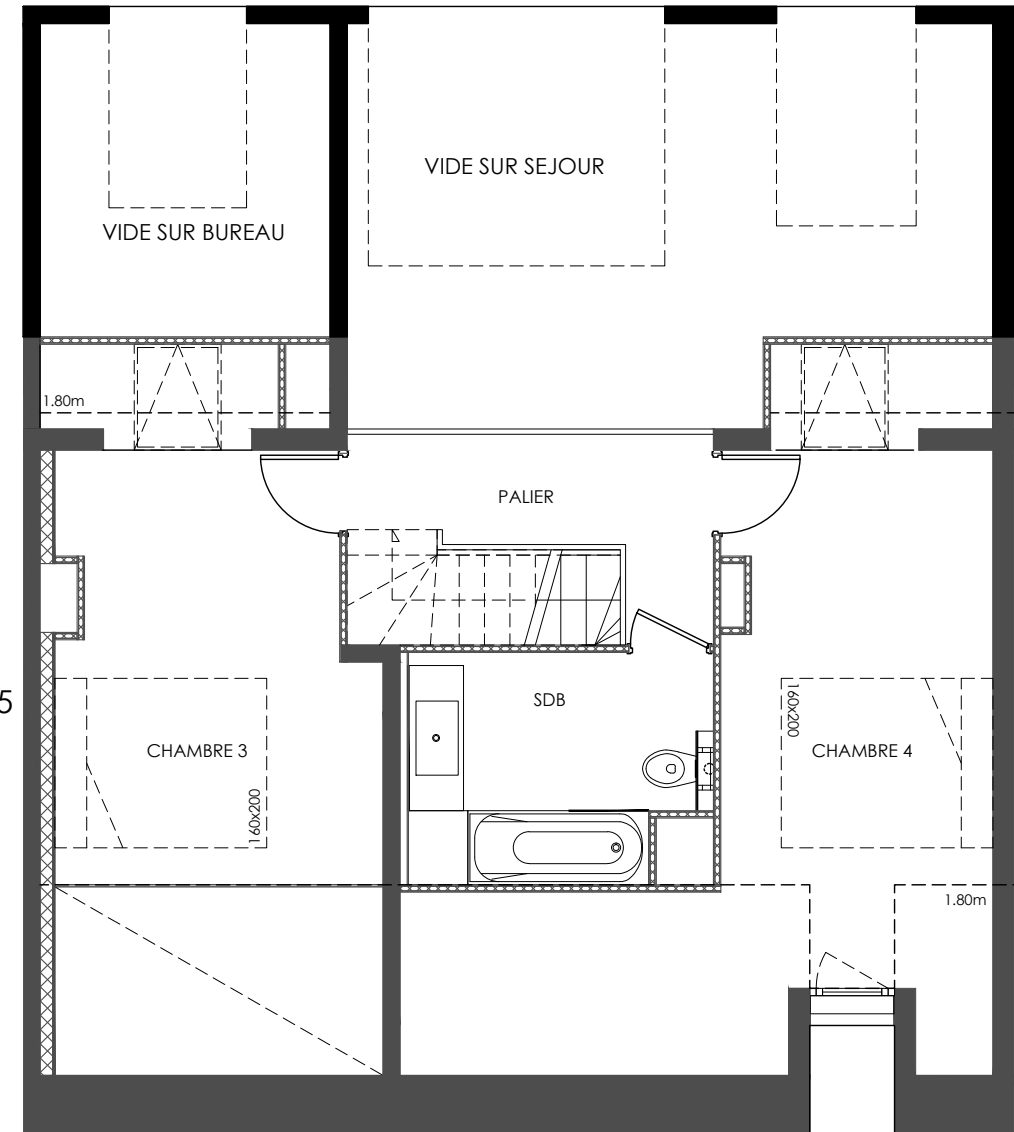 VIDE SUR SEJOUR
VIDE SUR BUREAU
1.80m
PALIER
SDB
5
CHAMBRE 3
160x200
160x200
CHAMBRE 4
1.80m